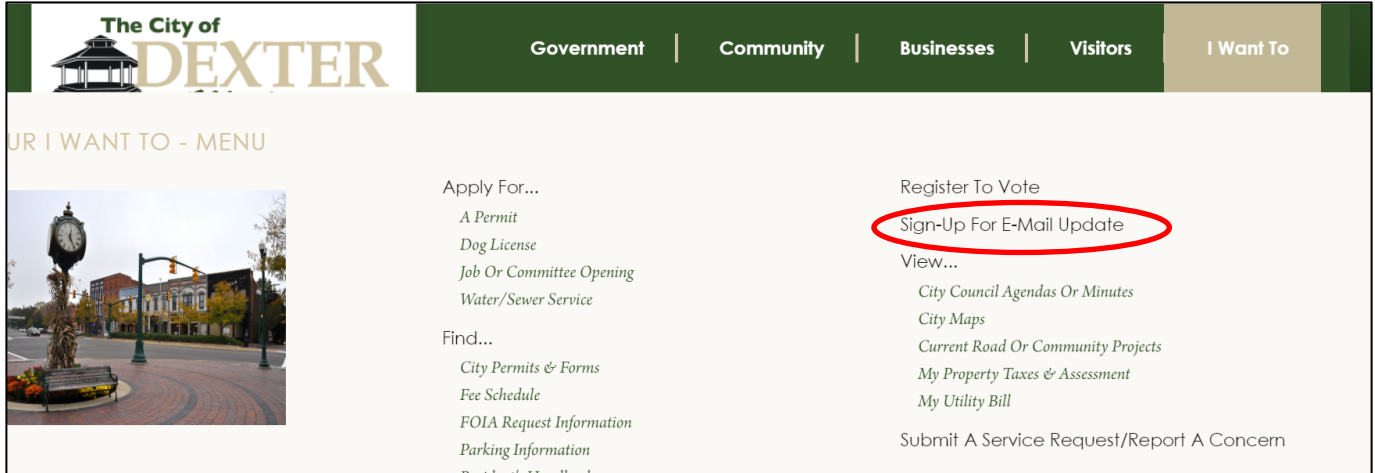 The City of
DEXTER
Government
Community
Businesses
Visitors
I Want To
UR I WANT TO - MENU
Apply For...
A Permit
Dog License
Job Or Committee Opening
Water/Sewer Service
Find...
City Permits & Forms
Fee Schedule
FOIA Request Information
Parking Information
Register To Vote
Sign-Up For E-Mail Update
View...
City Council Agendas Or Minutes
City Maps
Current Road Or Community Projects
My Property Taxes & Assessment
My Utility Bill
Submit A Service Request/Report A Concern